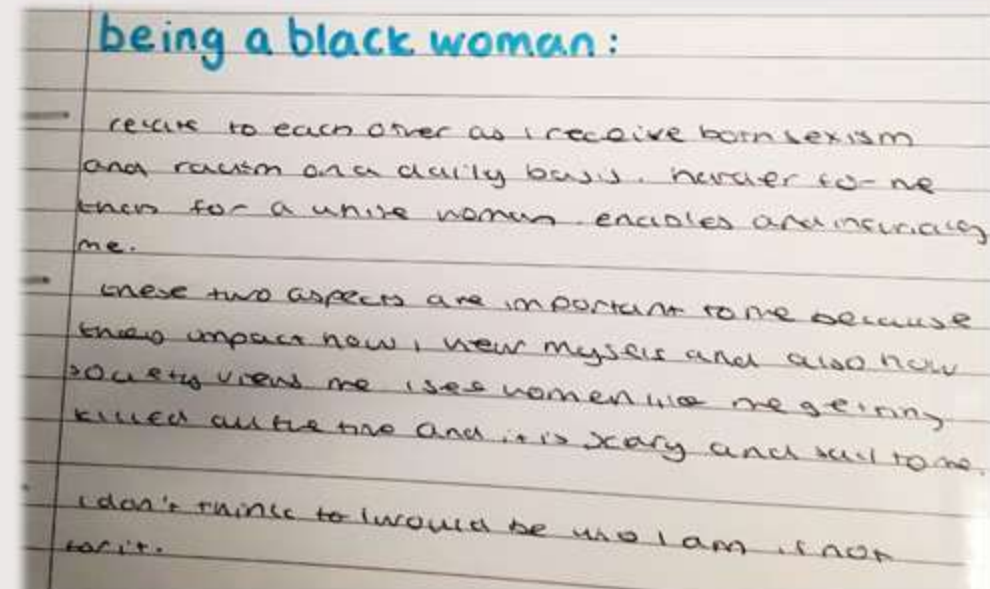 being a black woman:
relate to each other as i receive both sexism
and racism on a daily basis. harder for me
then for a white woman. enables and
me.
these two aspects are important to me because
they impact how i view myself and also how
society views me i see women like me getting
killed all the time and it is scary and sad to me.
i don't think to i would be who i am if not
for it.